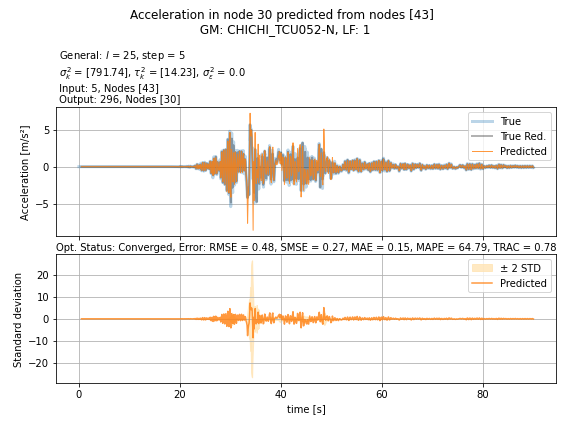 Acceleration in node 30 predicted from nodes [43]
GM: CHICHI_TCU052-N, LF: 1
General: l = 25, step = 5
σ²ₖ = [791.74], τ²ₖ = [14.23], σ²ε = 0.0
Input: 5, Nodes [43]
Output: 296, Nodes [30]
Acceleration [m/s²]
5
0
−5
True
True Red.
Predicted
Opt. Status: Converged, Error: RMSE = 0.48, SMSE = 0.27, MAE = 0.15, MAPE = 64.79, TRAC = 0.78
Standard deviation
20
10
0
−10
−20
± 2 STD
Predicted
0 20 40 60 80
time [s]